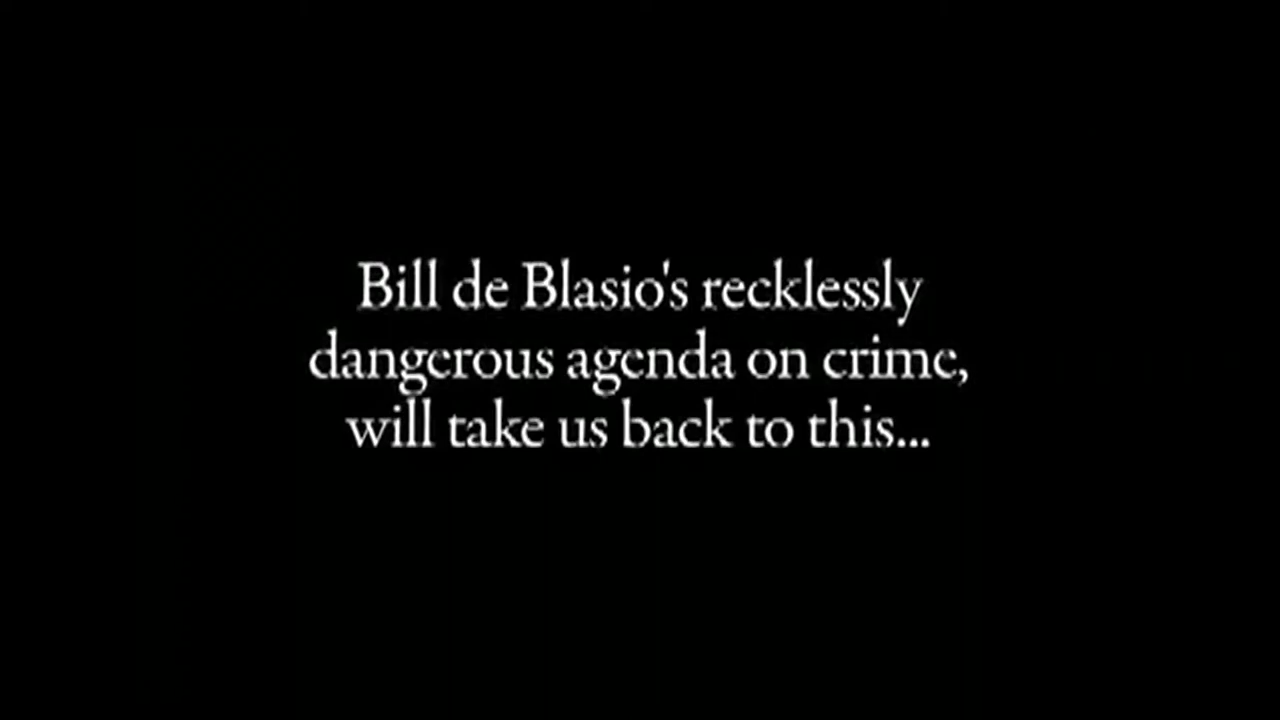 Bill de Blasio's recklessly
dangerous agenda on crime,
will take us back to this...